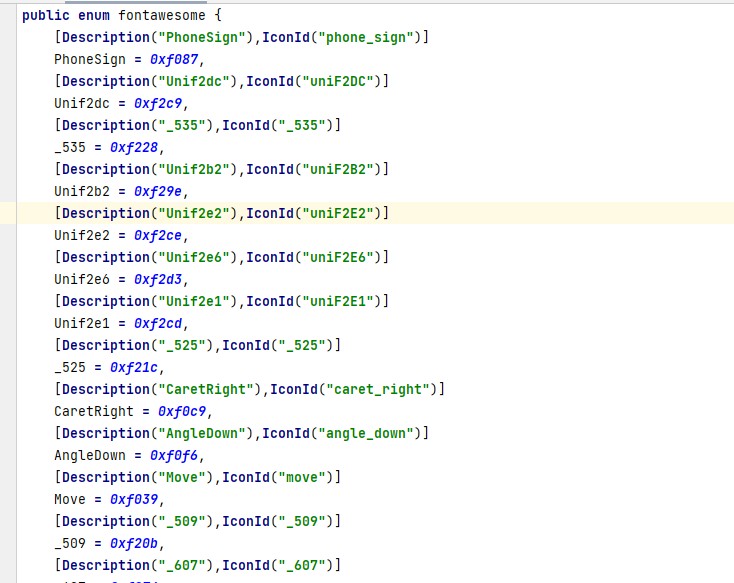 public enum fontawesome {
[Description("PhoneSign"),IconId("phone_sign")]
PhoneSign = 0xf087,
[Description("Unif2dc"),IconId("uniF2DC")]
Unif2dc = 0xf2c9,
[Description("_535"),IconId("_535")]
_535 = 0xf228,
[Description("Unif2b2"),IconId("uniF2B2")]
Unif2b2 = 0xf29e,
[Description("Unif2e2"),IconId("uniF2E2")]
Unif2e2 = 0xf2ce,
[Description("Unif2e6"),IconId("uniF2E6")]
Unif2e6 = 0xf2d3,
[Description("Unif2e1"),IconId("uniF2E1")]
Unif2e1 = 0xf2cd,
[Description("_525"),IconId("_525")]
_525 = 0xf21c,
[Description("CaretRight"),IconId("caret_right")]
CaretRight = 0xf0c9,
[Description("AngleDown"),IconId("angle_down")]
AngleDown = 0xf0f6,
[Description("Move"),IconId("move")]
Move = 0xf039,
[Description("_509"),IconId("_509")]
_509 = 0xf20b,
[Description("_607"),IconId("_607")]